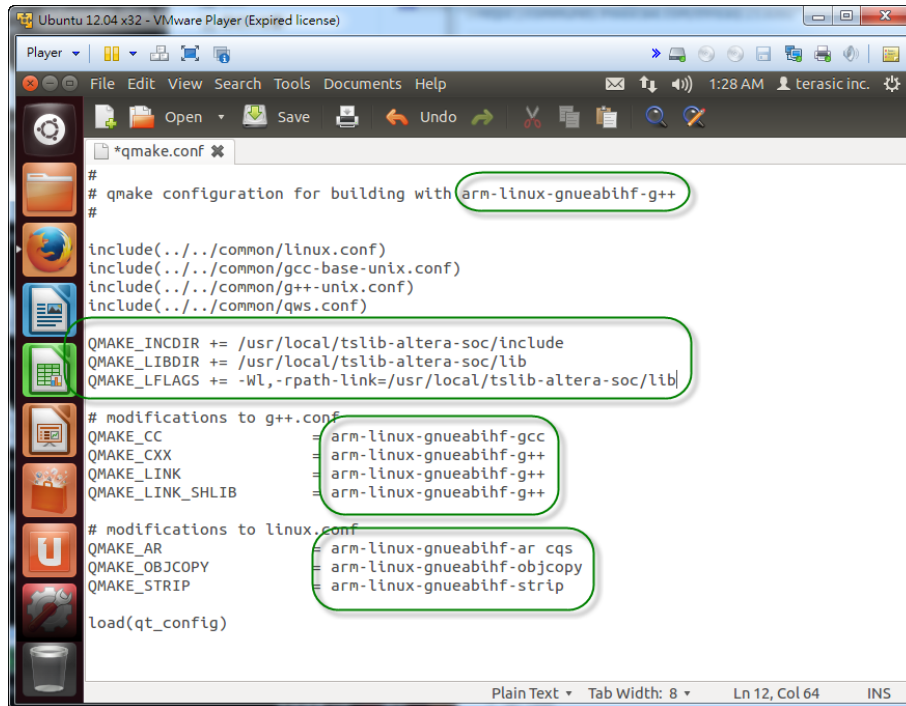 Ubuntu 12.04 x32 - VMware Player (Expired license)
Player
File Edit View Search Tools Documents Help 1:28 AM terasic inc.
Open Save Undo
*qmake.conf
#
# qmake configuration for building with arm-linux-gnueabihf-g++
#
include(../../common/linux.conf)
include(../../common/gcc-base-unix.conf)
include(../../common/g++-unix.conf)
include(../../common/qws.conf)
QMAKE_INCDIR += /usr/local/tslib-altera-soc/include
QMAKE_LIBDIR += /usr/local/tslib-altera-soc/lib
QMAKE_LFLAGS += -Wl,-rpath-link=/usr/local/tslib-altera-soc/lib
# modifications to g++.conf
QMAKE_CC = arm-linux-gnueabihf-gcc
QMAKE_CXX = arm-linux-gnueabihf-g++
QMAKE_LINK = arm-linux-gnueabihf-g++
QMAKE_LINK_SHLIB = arm-linux-gnueabihf-g++
# modifications to linux.conf
QMAKE_AR = arm-linux-gnueabihf-ar cqs
QMAKE_OBJCOPY = arm-linux-gnueabihf-objcopy
QMAKE_STRIP = arm-linux-gnueabihf-strip
load(qt_config)
Plain Text Tab Width: 8 Ln 12, Col 64 INS